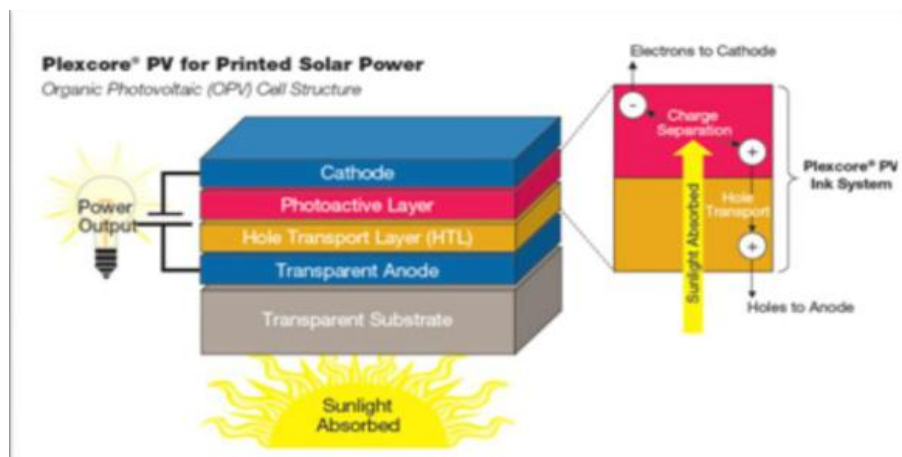 Plexcore® PV for Printed Solar Power
Organic Photovoltaic (OPV) Cell Structure
Power
Output
Cathode
Photoactive Layer
Hole Transport Layer (HTL)
Transparent Anode
Transparent Substrate
Sunlight
Absorbed
Electrons to Cathode
-
Charge
Separation
+
Hole
Transport
+
Sunlight Absorbed
Holes to Anode
Plexcore® PV
Ink System